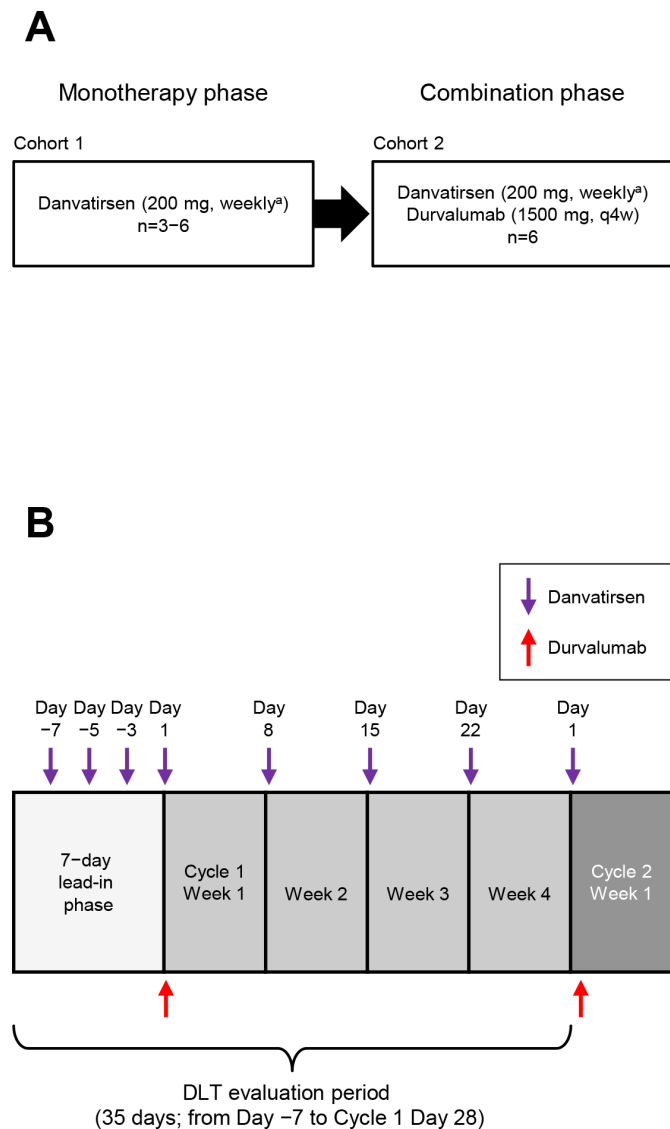 A
Monotherapy phase
Combination phase
Cohort 1
Cohort 2
Danvatirsen (200 mg, weeklyᵃ)
n=3−6
Danvatirsen (200 mg, weeklyᵃ)
Durvalumab (1500 mg, q4w)
n=6
B
Danvatirsen
Durvalumab
Day
−7
Day
−5
Day
−3
Day
1
Day
8
Day
15
Day
22
Day
1
7−day
lead-in
phase
Cycle 1
Week 1
Week 2
Week 3
Week 4
Cycle 2
Week 1
DLT evaluation period
(35 days; from Day −7 to Cycle 1 Day 28)